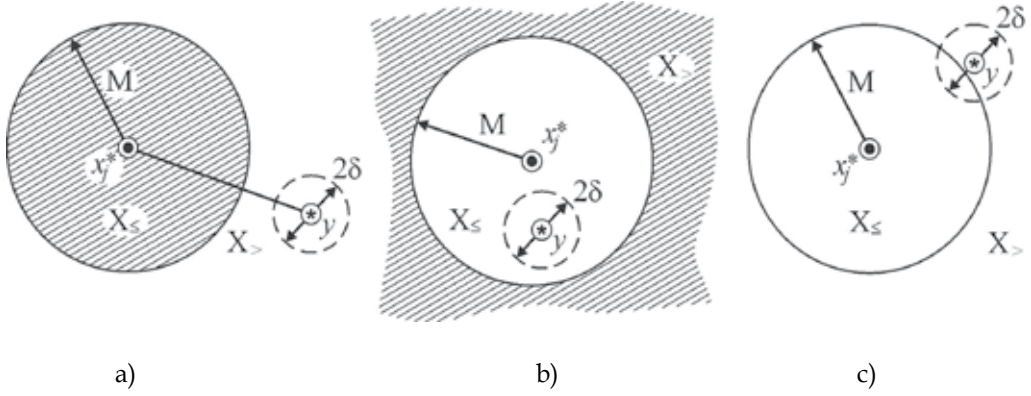 M
x_j^*
X≤
X>
2δ
* y
M
x_j^*
X≤
X>
2δ
* y
M
x_j^*
X≤
X>
2δ
* y
a) b) c)